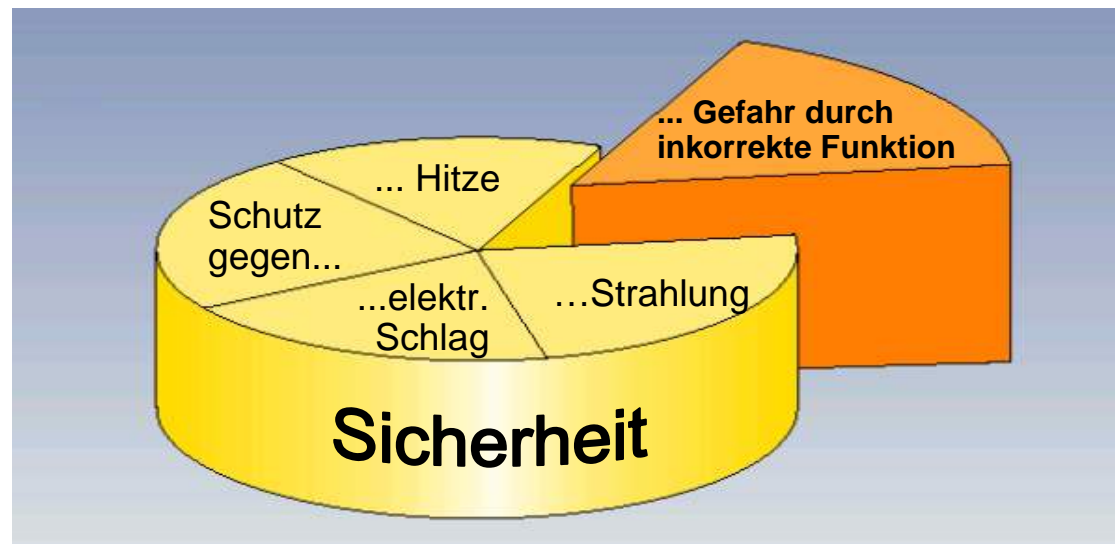 ... Gefahr durch
inkorrekte Funktion
... Hitze
Schutz
gegen...
...elektr.
Schlag
...Strahlung
Sicherheit